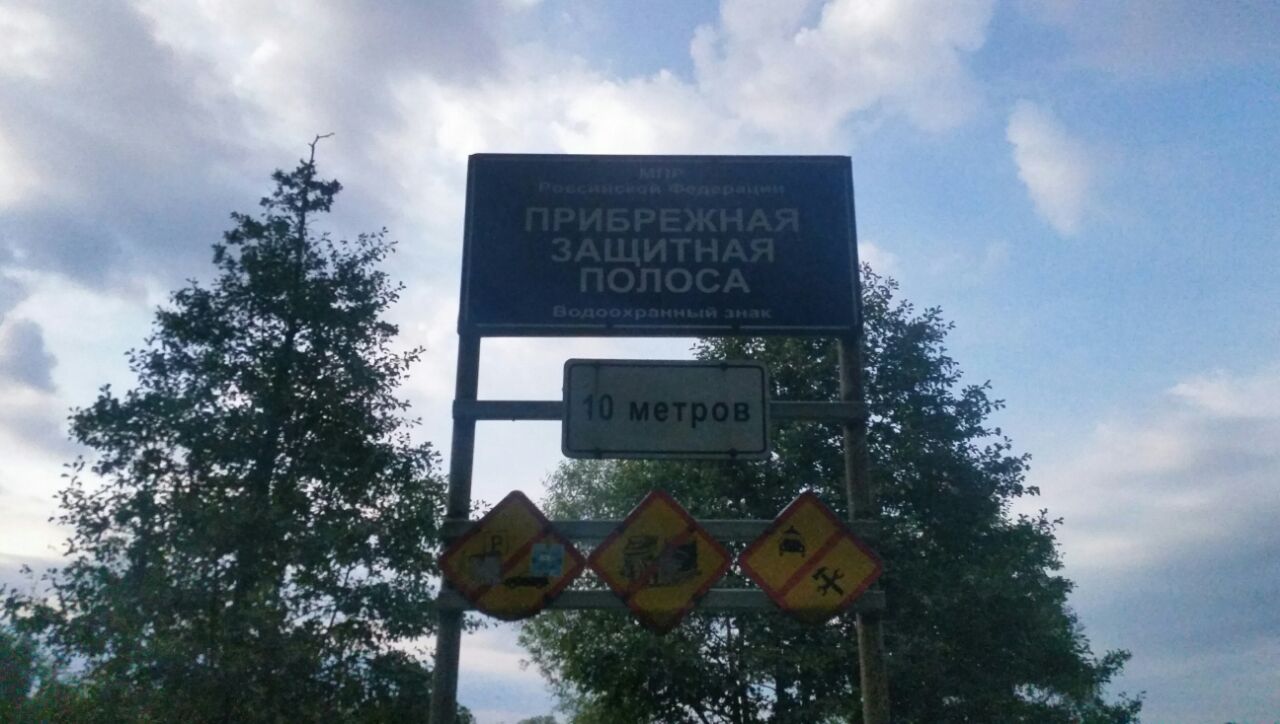 МПР
Российской Федерации
ПРИБРЕЖНАЯ
ЗАЩИТНАЯ
ПОЛОСА
Водоохранный знак
10 метров
P